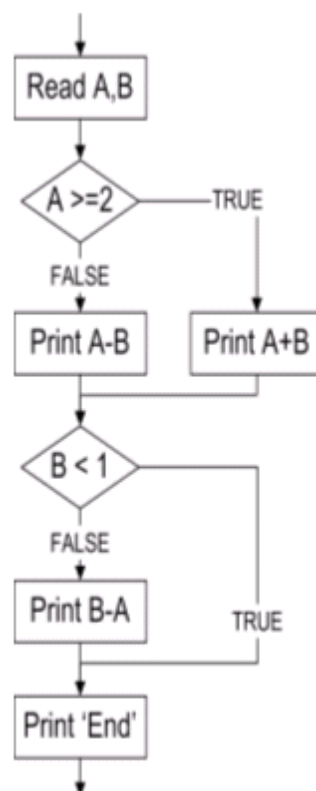 Read A,B
A >=2
TRUE
FALSE
Print A-B
Print A+B
B < 1
FALSE
Print B-A
TRUE
Print ‘End’